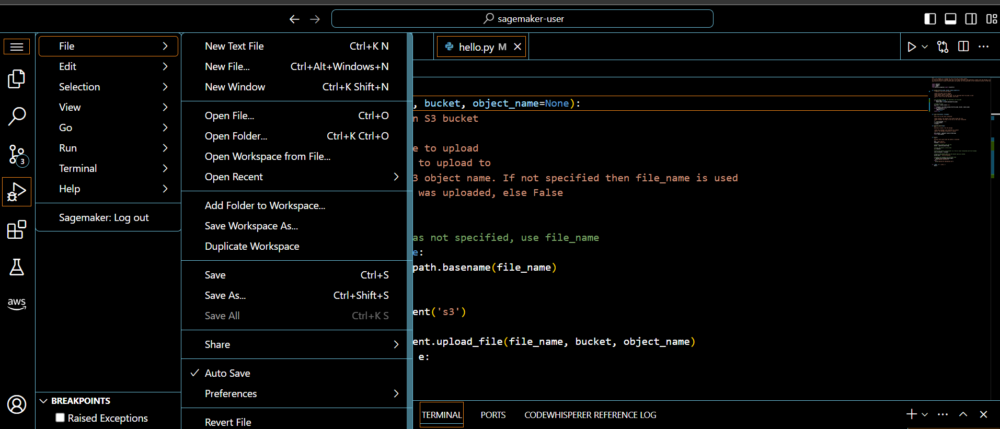 sagemaker-user
File
Edit
Selection
View
Go
Run
Terminal
Help
Sagemaker: Log out
New Text File Ctrl+K N
New File... Ctrl+Alt+Windows+N
New Window Ctrl+K Shift+N
Open File... Ctrl+O
Open Folder... Ctrl+K Ctrl+O
Open Workspace from File...
Open Recent
Add Folder to Workspace...
Save Workspace As...
Duplicate Workspace
Save Ctrl+S
Save As... Ctrl+Shift+S
Save All Ctrl+K S
Share
Auto Save
Preferences
Revert File
hello.py M
, bucket, object_name=None):
n S3 bucket
e to upload
to upload to
3 object name. If not specified then file_name is used
was uploaded, else False
as not specified, use file_name
e:
path.basename(file_name)
ent('s3')
ent.upload_file(file_name, bucket, object_name)
e:
3
aws
BREAKPOINTS
Raised Exceptions
TERMINAL PORTS CODEWHISPERER REFERENCE LOG